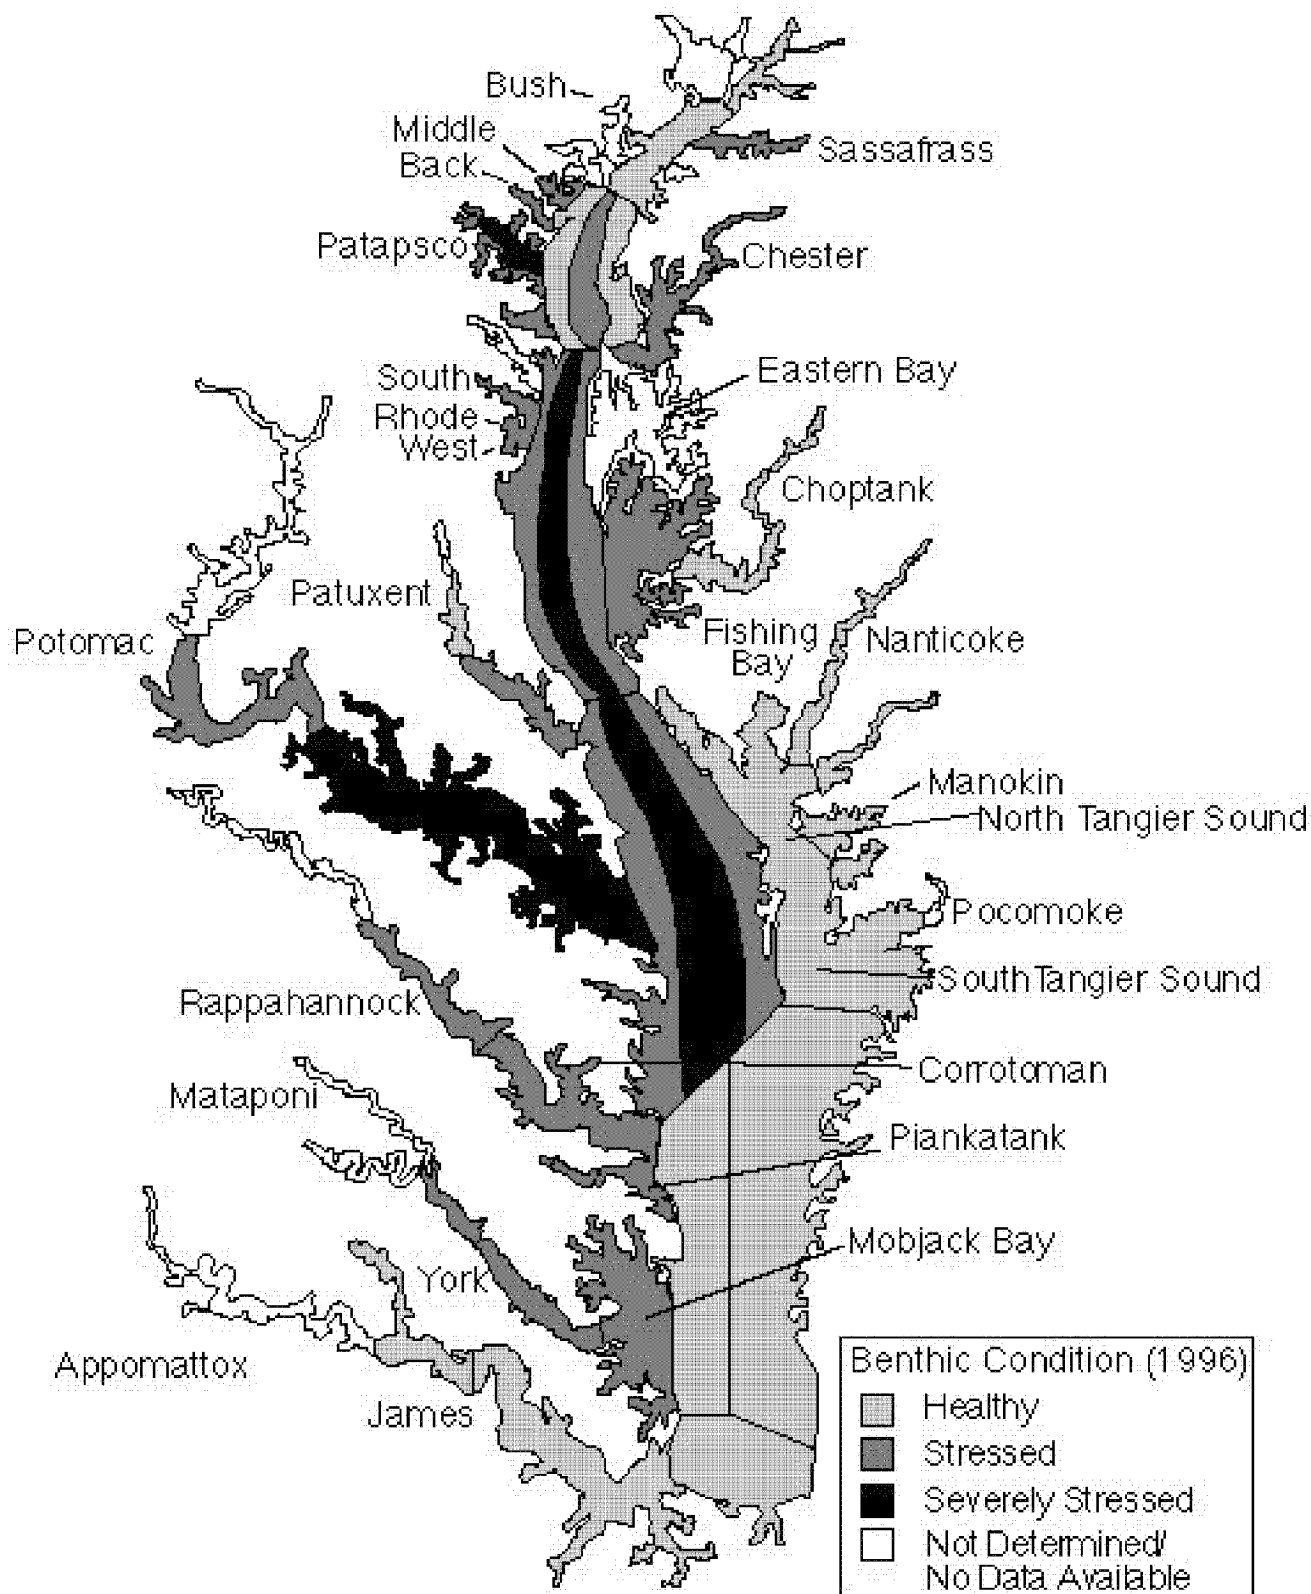 Bush
Middle
Back
Sassafrass
Patapsco
Chester
Eastern Bay
South
Rhode
West
Choptank
Patuxent
Potomac
Fishing
Bay
Nanticoke
Manokin
North Tangier Sound
Pocomoke
South Tangier Sound
Rappahannock
Corrotoman
Mataponi
Piankatank
Mobjack Bay
York
Appomattox
James
Benthic Condition (1996)
Healthy
Stressed
Severely Stressed
Not Determined/
No Data Available